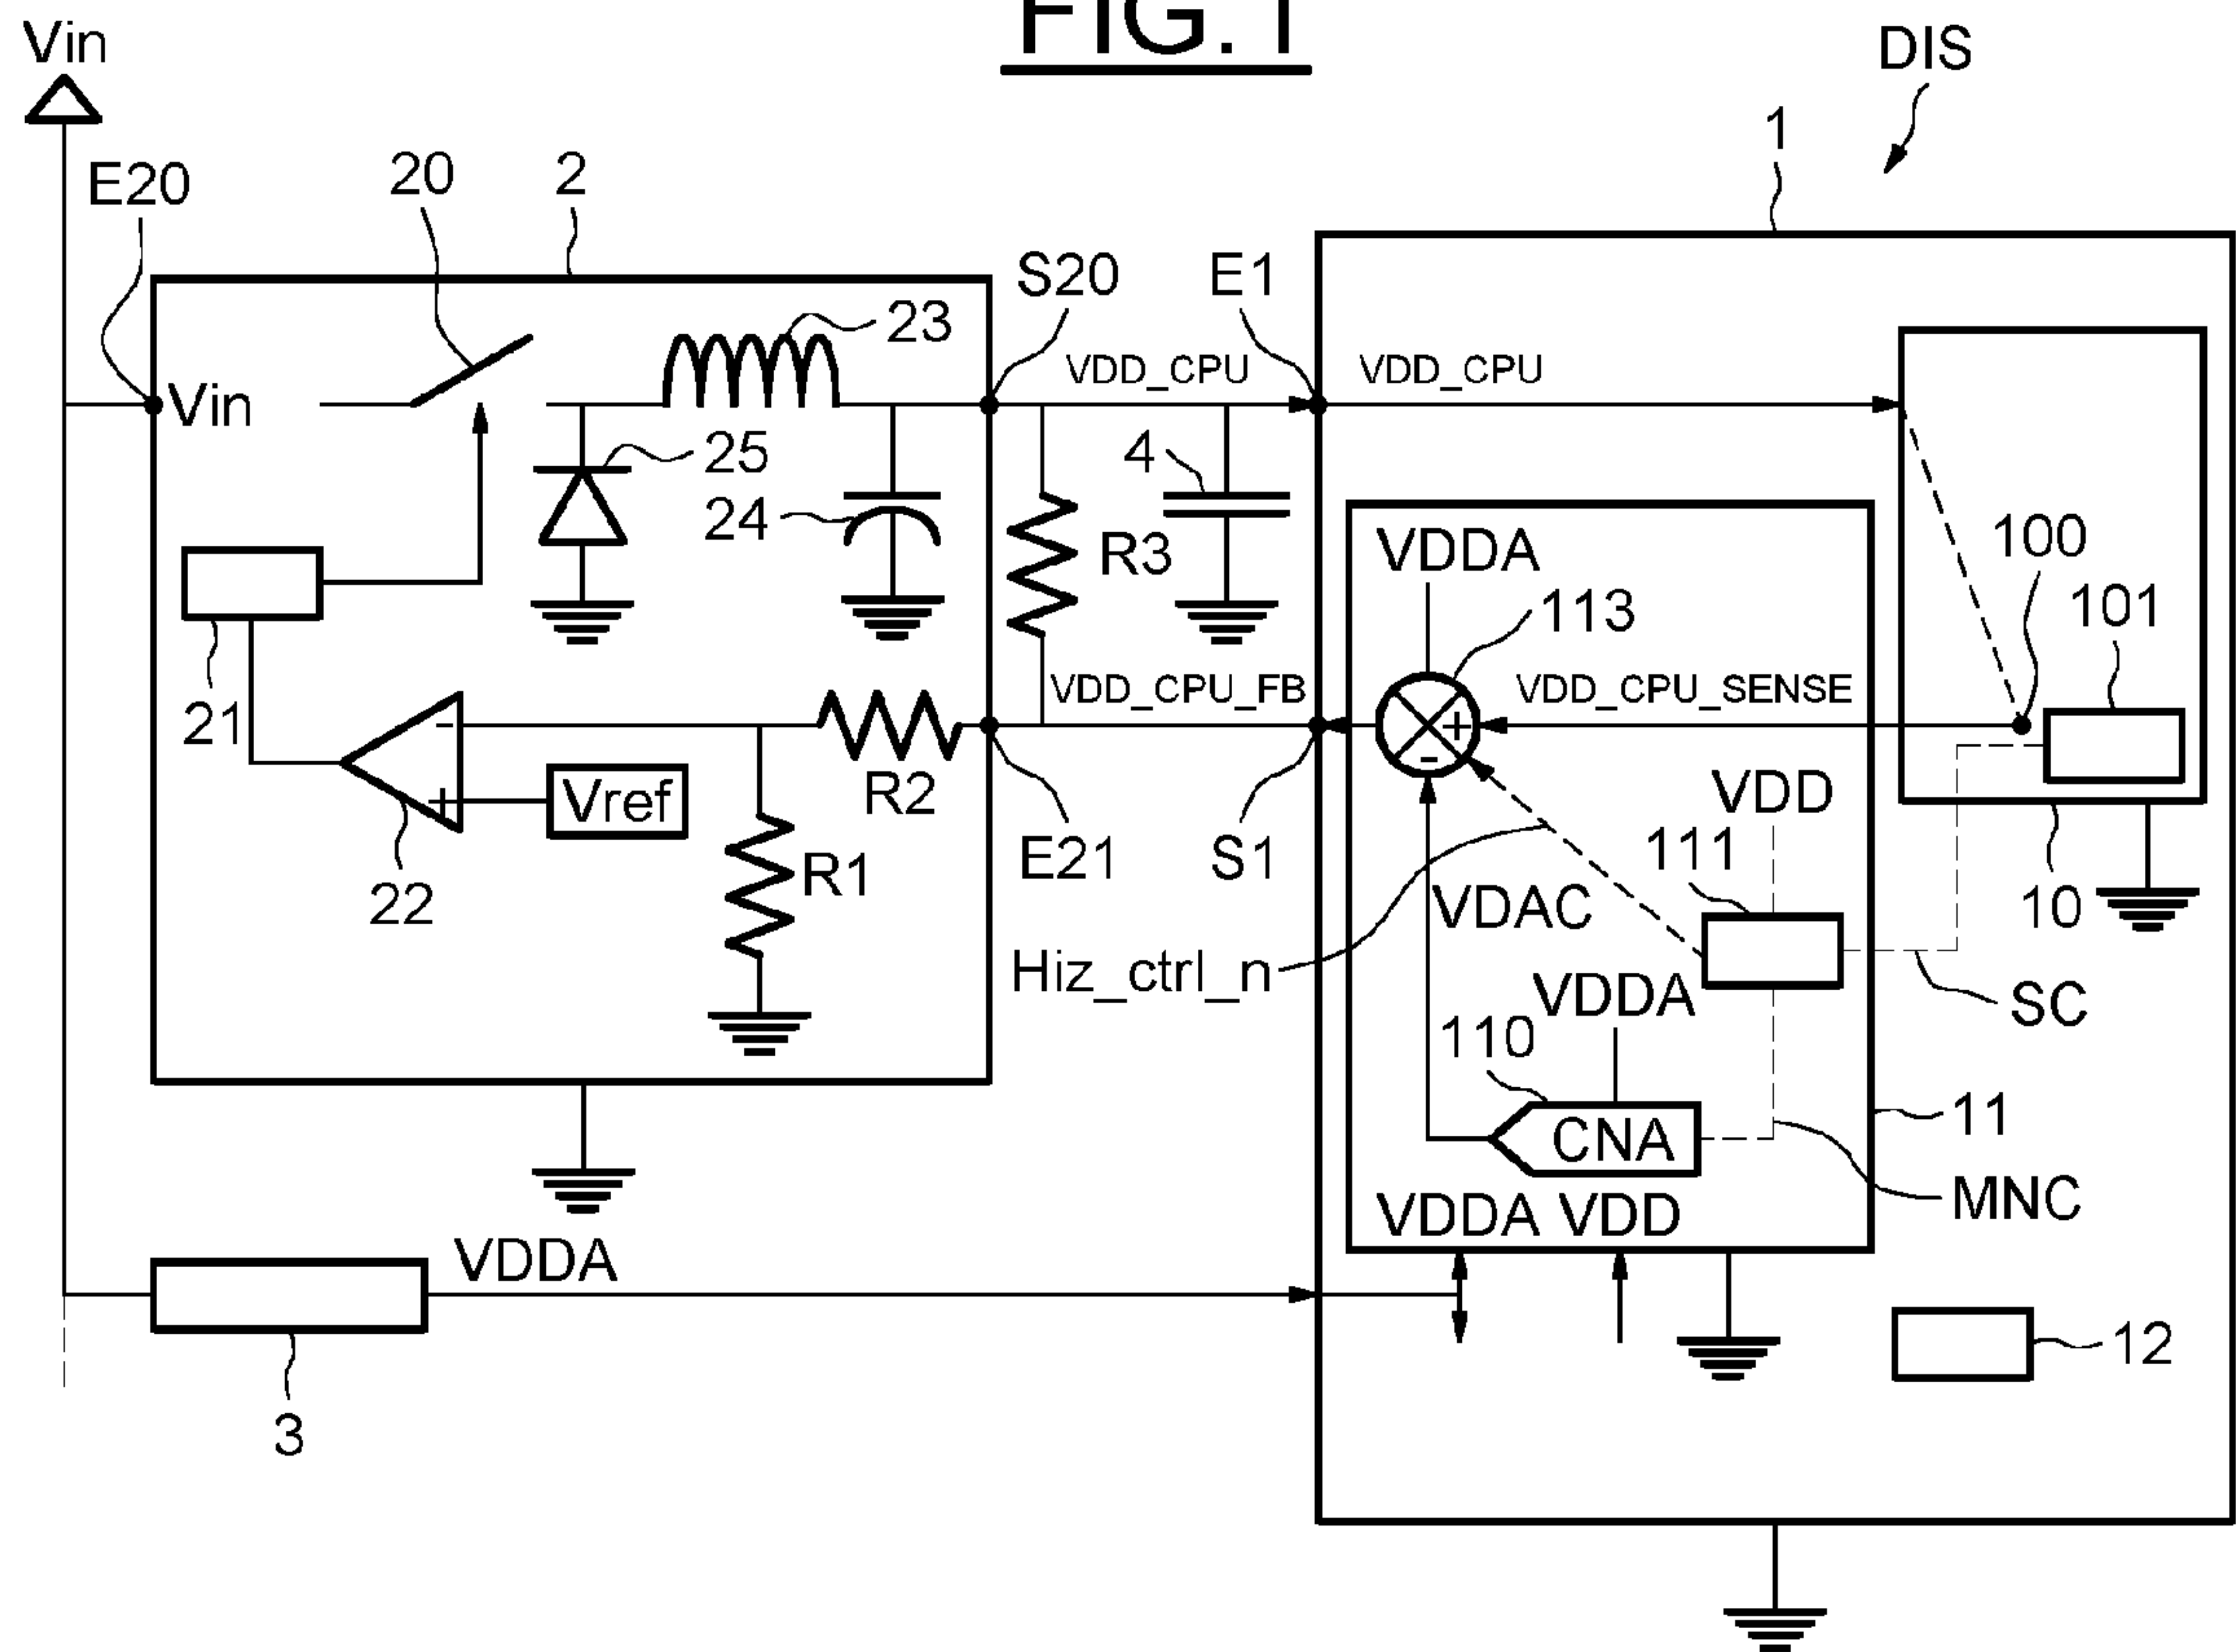 FIG.1
Vin
DIS
1
E20
20
2
S20
E1
23
VDD_CPU
VDD_CPU
Vin
25
4
24
R3
VDDA
100
113
101
VDD_CPU_FB
VDD_CPU_SENSE
21
-
+
-
R2
VDD
Vref
+
E21
S1
111
R1
22
VDAC
10
Hiz_ctrl_n
VDDA
SC
110
11
CNA
MNC
VDDA VDD
VDDA
12
3